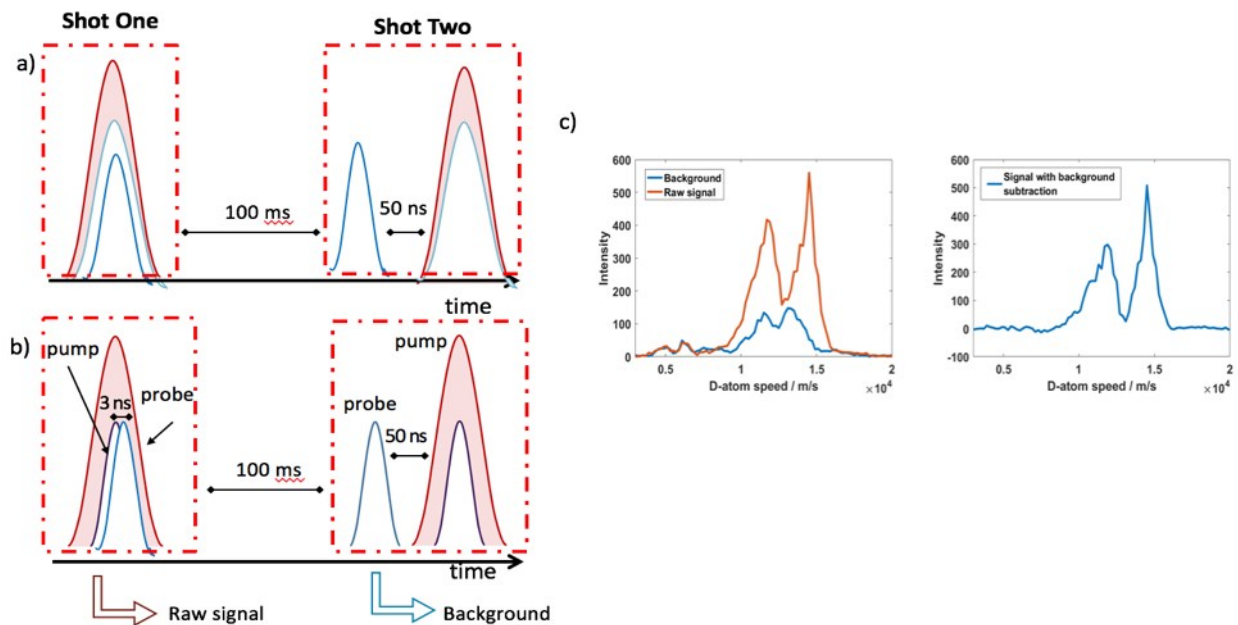 Shot One
Shot Two
a)
100 ms
50 ns
time
b)
pump
3 ns
probe
100 ms
probe
50 ns
pump
time
Raw signal
Background
c)
600
500
400
300
200
100
0
Intensity
Background
Raw signal
0.5
1
1.5
2
×10⁴
D-atom speed / m/s
600
500
400
300
200
100
0
-100
Intensity
Signal with background
subtraction
0.5
1
1.5
2
×10⁴
D-atom speed / m/s